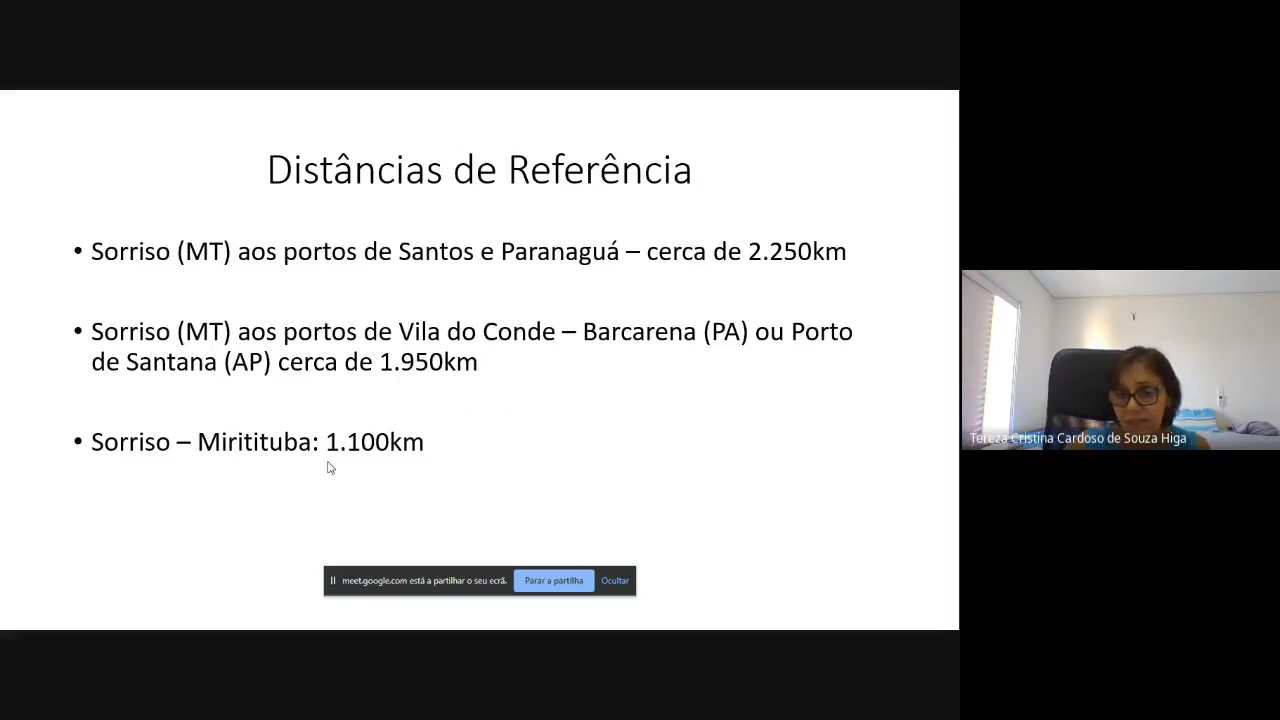 Distâncias de Referência
• Sorriso (MT) aos portos de Santos e Paranaguá – cerca de 2.250km
• Sorriso (MT) aos portos de Vila do Conde – Barcarena (PA) ou Porto
de Santana (AP) cerca de 1.950km
• Sorriso – Miritituba: 1.100km
meet.google.com está a partilhar o seu ecrã. Parar a partilha Ocultar
Tereza Cristina Cardoso de Souza Higa